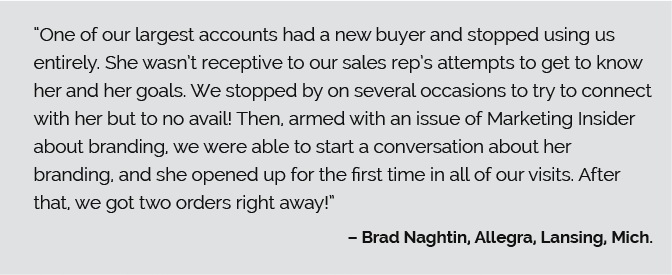 “One of our largest accounts had a new buyer and stopped using us
entirely. She wasn’t receptive to our sales rep’s attempts to get to know
her and her goals. We stopped by on several occasions to try to connect
with her but to no avail! Then, armed with an issue of Marketing Insider
about branding, we were able to start a conversation about her
branding, and she opened up for the first time in all of our visits. After
that, we got two orders right away!”
– Brad Naghtin, Allegra, Lansing, Mich.